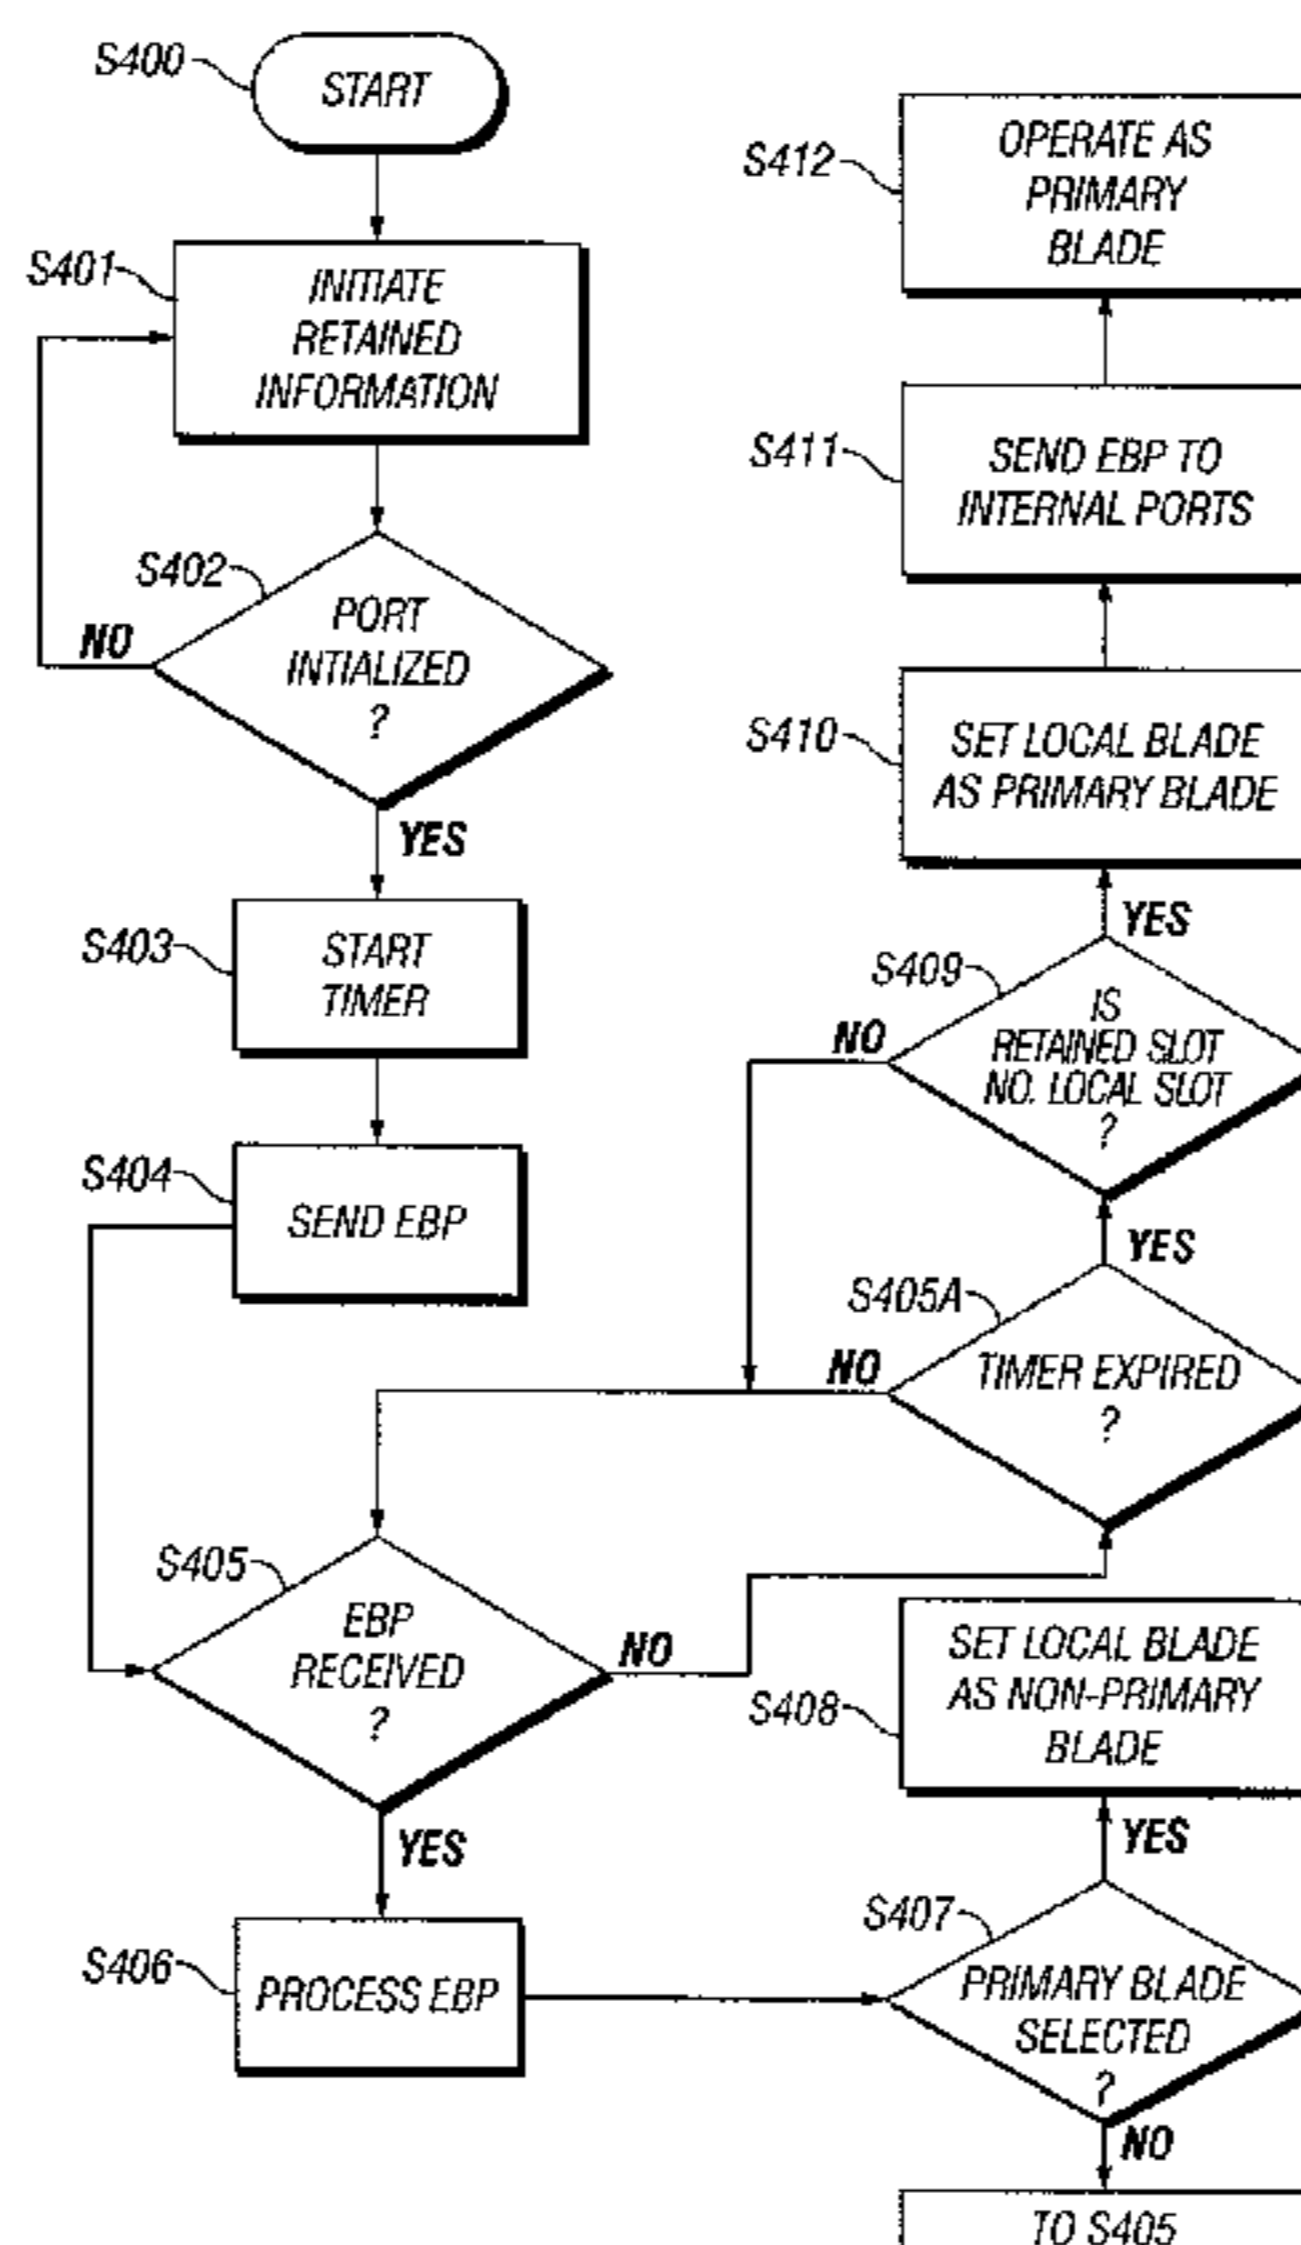 S400
START
S401
INITIATE
RETAINED
INFORMATION
S402
PORT
INTIALIZED
?
NO
YES
S403
START
TIMER
S404
SEND EBP
S405
EBP
RECEIVED
?
NO
YES
S406
PROCESS EBP
S412
OPERATE AS
PRIMARY
BLADE
S411
SEND EBP TO
INTERNAL PORTS
S410
SET LOCAL BLADE
AS PRIMARY BLADE
YES
S409
IS
RETAINED SLOT
NO. LOCAL SLOT
?
NO
YES
S405A
TIMER EXPIRED
?
NO
S408
SET LOCAL BLADE
AS NON-PRIMARY
BLADE
YES
S407
PRIMARY BLADE
SELECTED
?
NO
TO S405